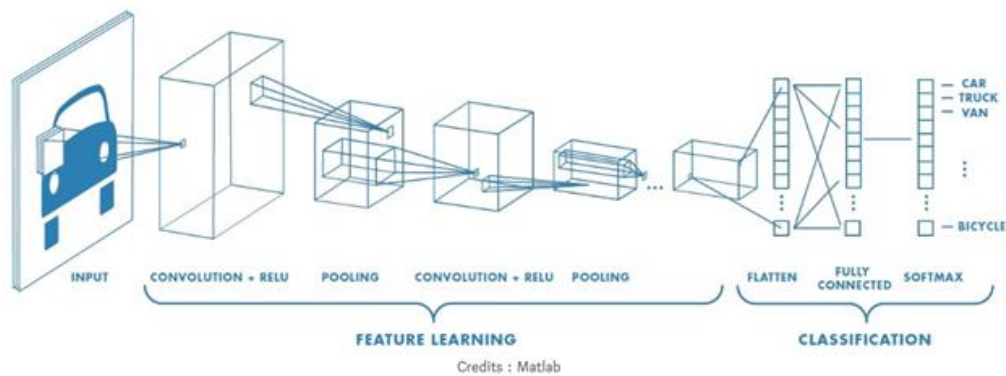 CAR
TRUCK
VAN
BICYCLE
INPUT
CONVOLUTION + RELU
POOLING
CONVOLUTION + RELU
POOLING
FLATTEN
FULLY
CONNECTED
SOFTMAX
FEATURE LEARNING
CLASSIFICATION
Credits : Matlab